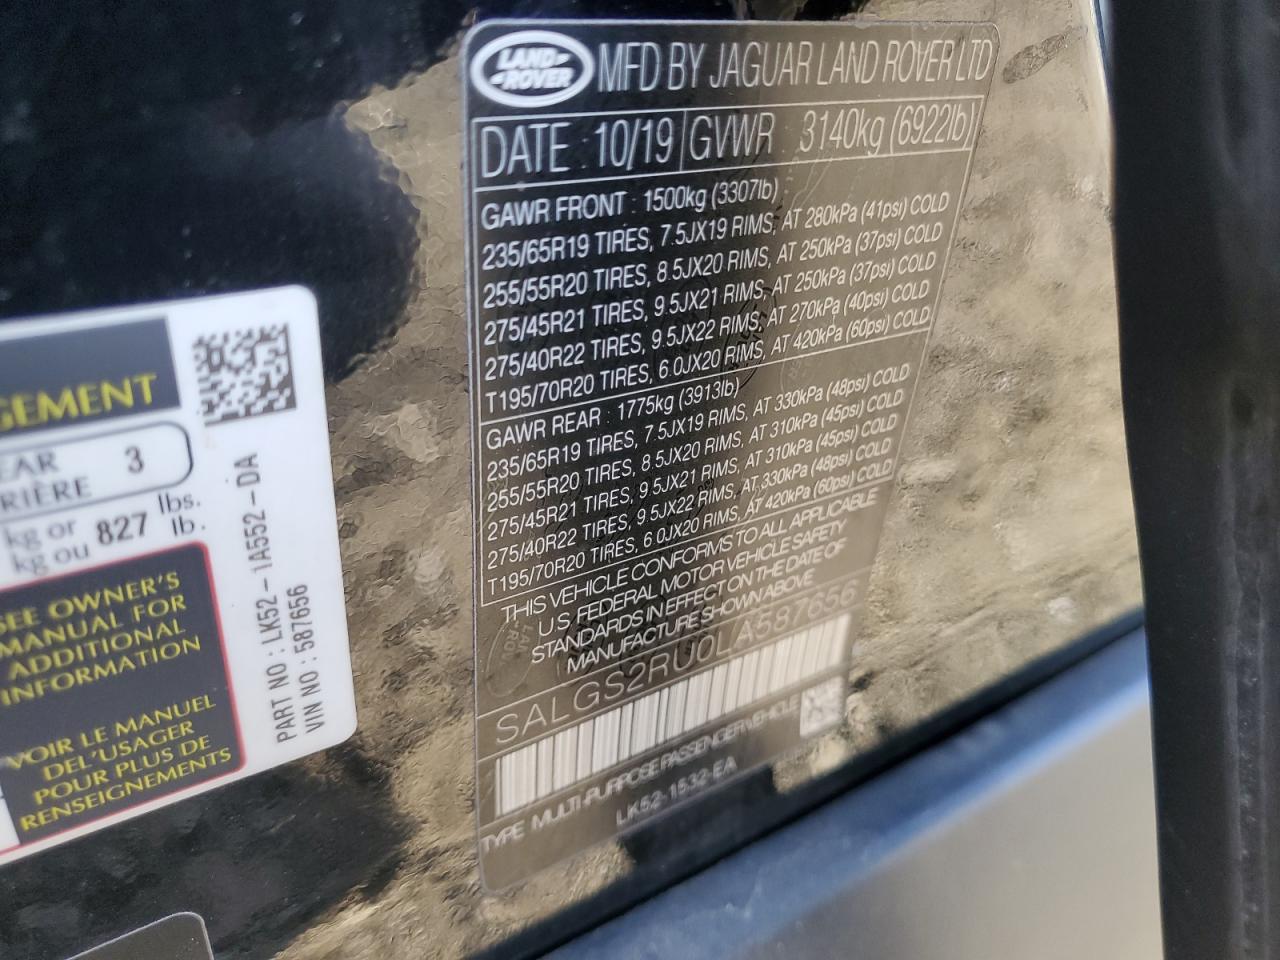 LAND ROVER
MFD BY JAGUAR LAND ROVER LTD
DATE : 10/19 GVWR 3140kg (6922lb)
GAWR FRONT : 1500kg (3307lb)
235/65R19 TIRES, 7.5JX19 RIMS, AT 280kPa (41psi) COLD
255/55R20 TIRES, 8.5JX20 RIMS, AT 250kPa (37psi) COLD
275/45R21 TIRES, 9.5JX21 RIMS, AT 250kPa (37psi) COLD
275/40R22 TIRES, 9.5JX22 RIMS, AT 270kPa (40psi) COLD
T195/70R20 TIRES, 6.0JX20 RIMS, AT 420kPa (60psi) COLD
GAWR REAR : 1775kg (3913lb)
235/65R19 TIRES, 7.5JX19 RIMS, AT 330kPa (48psi) COLD
255/55R20 TIRES, 8.5JX20 RIMS, AT 310kPa (45psi) COLD
275/45R21 TIRES, 9.5JX21 RIMS, AT 310kPa (45psi) COLD
275/40R22 TIRES, 9.5JX22 RIMS, AT 330kPa (48psi) COLD
T195/70R20 TIRES, 6.0JX20 RIMS, AT 420kPa (60psi) COLD
THIS VEHICLE CONFORMS TO ALL APPLICABLE
U.S. FEDERAL MOTOR VEHICLE SAFETY
STANDARDS IN EFFECT ON THE DATE OF
MANUFACTURE SHOWN ABOVE
SALGS2RU0LA587656
TYPE MULTI-PURPOSE PASSENGER VEHICLE
LK52-1532-EA
GEMENT
EAR 3
RIÈRE
kg or 827 lbs.
kg ou lb.
SEE OWNER'S
MANUAL FOR
ADDITIONAL
INFORMATION
VOIR LE MANUEL
DEL'USAGER
POUR PLUS DE
RENSEIGNEMENTS
PART NO : LK52-1A552-DA
VIN NO : 587656